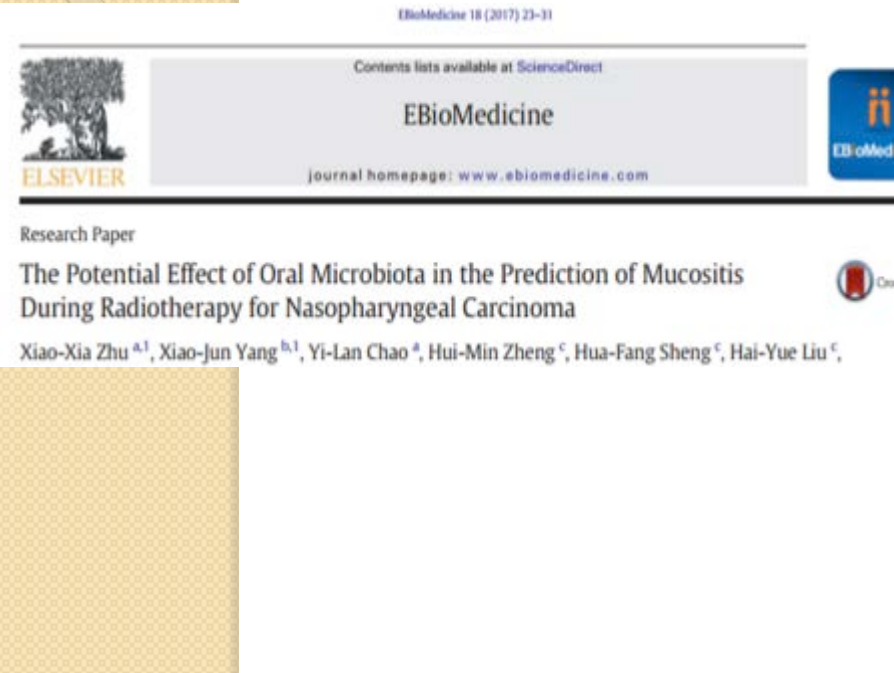 EBioMedicine 18 (2017) 23–31
Contents lists available at ScienceDirect
EBioMedicine
journal homepage: www.ebiomedicine.com
ELSEVIER
EBioMed
Research Paper
The Potential Effect of Oral Microbiota in the Prediction of Mucositis
During Radiotherapy for Nasopharyngeal Carcinoma
Xiao-Xia Zhu a,1, Xiao-Jun Yang b,1, Yi-Lan Chao a, Hui-Min Zheng c, Hua-Fang Sheng c, Hai-Yue Liu c,